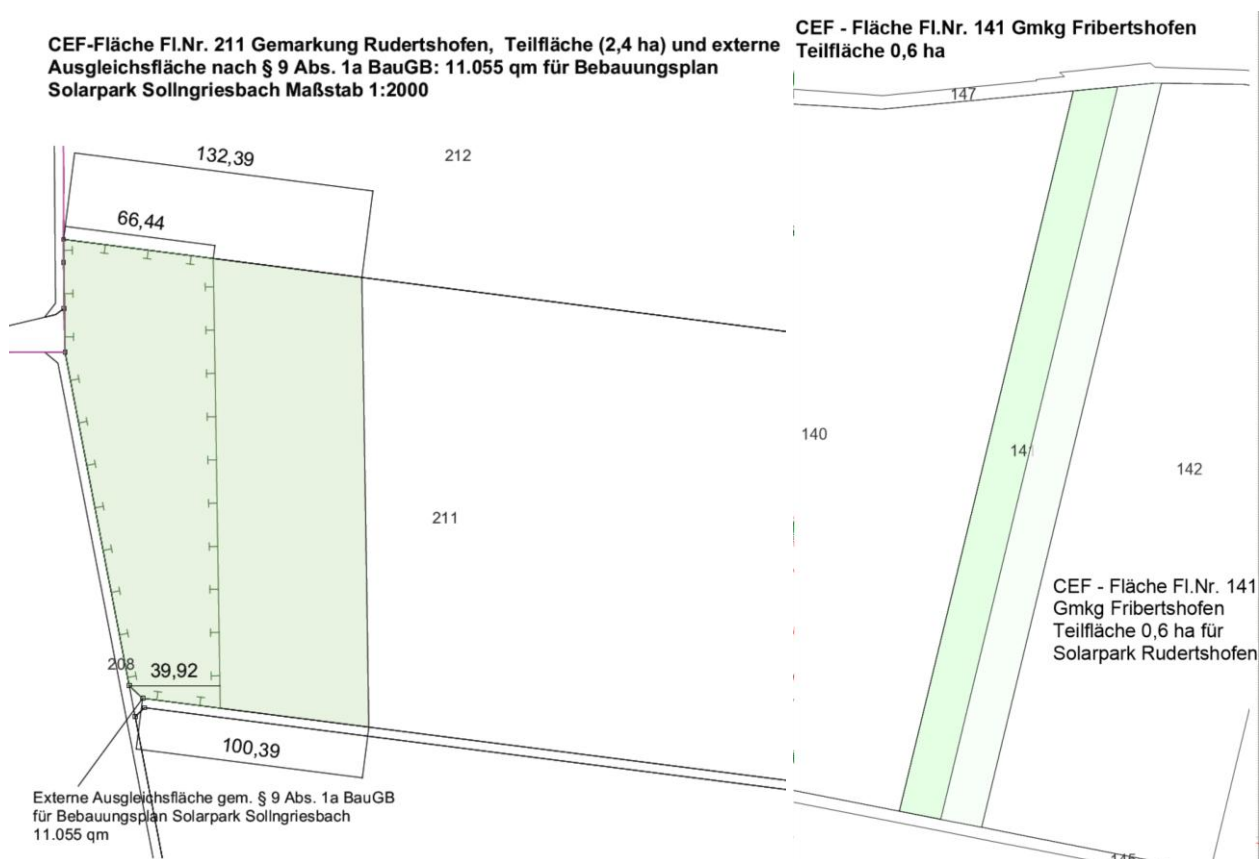 CEF-Fläche Fl.Nr. 211 Gemarkung Rudertshofen, Teilfläche (2,4 ha) und externe
Ausgleichsfläche nach § 9 Abs. 1a BauGB: 11.055 qm für Bebauungsplan
Solarpark Sollngriesbach Maßstab 1:2000
132,39
212
66,44
211
208
39,92
100,39
Externe Ausgleichsfläche gem. § 9 Abs. 1a BauGB
für Bebauungsplan Solarpark Sollngriesbach
11.055 qm
CEF - Fläche Fl.Nr. 141 Gmkg Fribertshofen
Teilfläche 0,6 ha
147
140
141
142
CEF - Fläche Fl.Nr. 141
Gmkg Fribertshofen
Teilfläche 0,6 ha für
Solarpark Rudertshofen